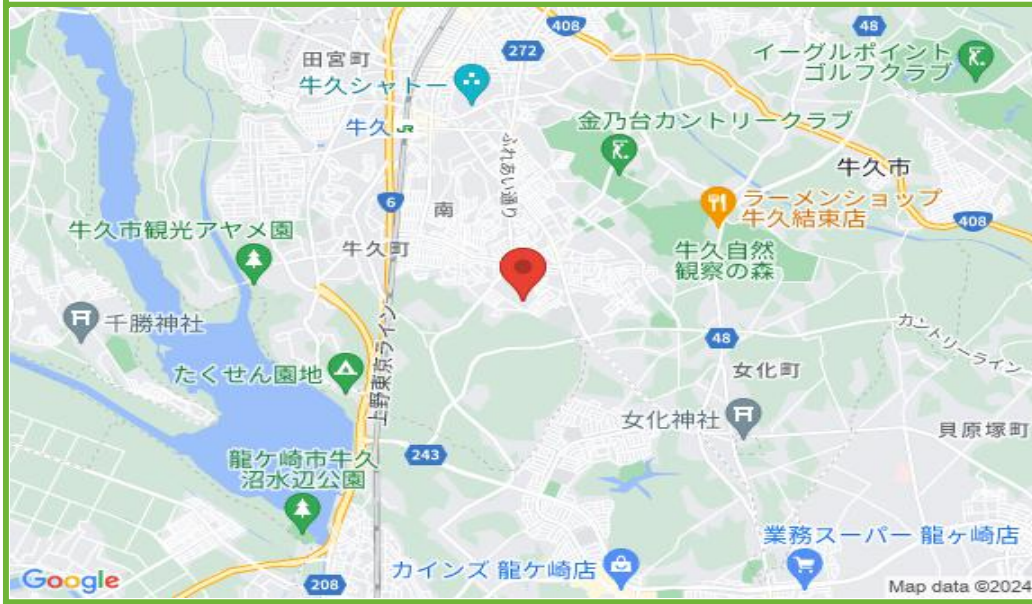 408
48
272
田宮町
イーグルポイント
ゴルフクラブ
牛久シャトー
金乃台カントリークラブ
牛久
JR
ふれあい通り
牛久市
6
南
ラーメンショップ
牛久結束店
408
牛久市観光アヤメ園
牛久町
牛久自然
観察の森
千勝神社
カントリーライン
48
上野東京ライン
たくせん園地
女化町
女化神社
貝原塚町
243
龍ケ崎市牛久
沼水辺公園
業務スーパー 龍ヶ崎店
カインズ 龍ケ崎店
208
Google
Map data ©2024